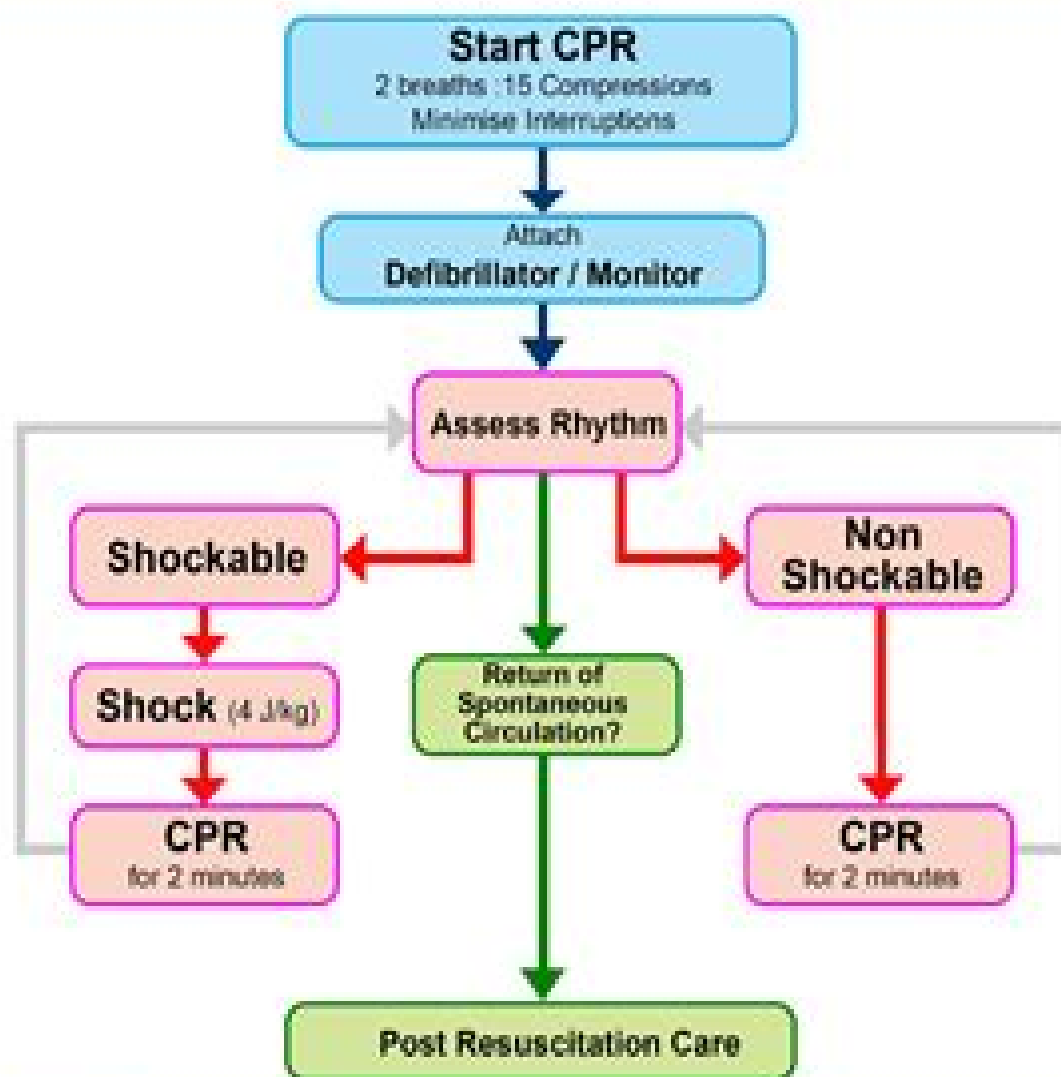 Start CPR
2 breaths :15 Compressions
Minimise Interruptions
Attach
Defibrillator / Monitor
Assess Rhythm
Shockable
Non
Shockable
Shock (4 J/kg)
Return of
Spontaneous
Circulation?
CPR
for 2 minutes
CPR
for 2 minutes
Post Resuscitation Care